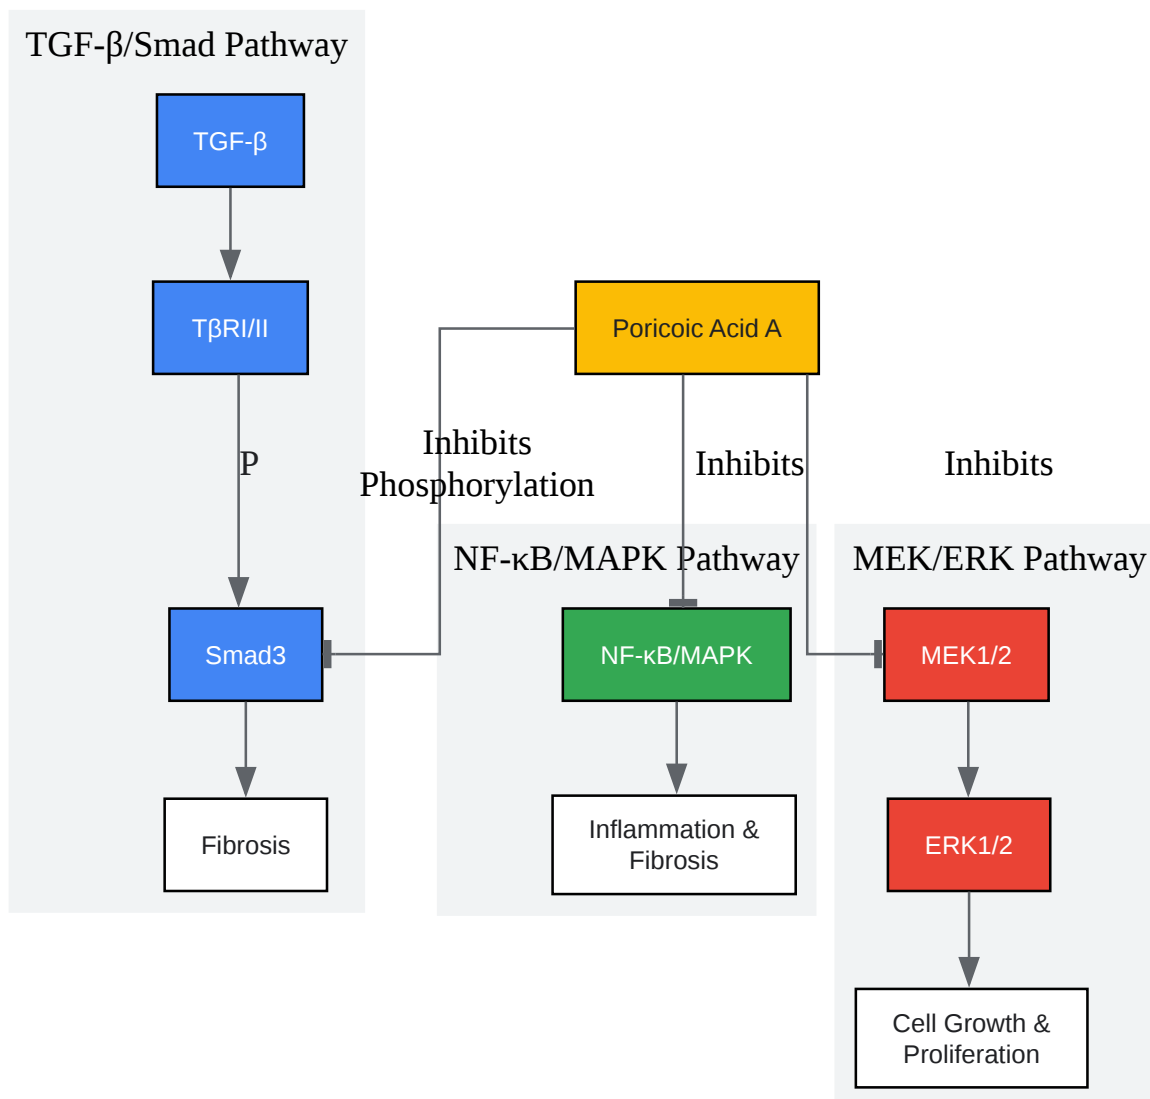 TGF-β/Smad Pathway
TGF-β
TβRI/II
Poricoic Acid A
P
Inhibits
Phosphorylation
Inhibits
Inhibits
NF-κB/MAPK Pathway
MEK/ERK Pathway
Smad3
NF-κB/MAPK
MEK1/2
Fibrosis
Inflammation &
Fibrosis
ERK1/2
Cell Growth &
Proliferation